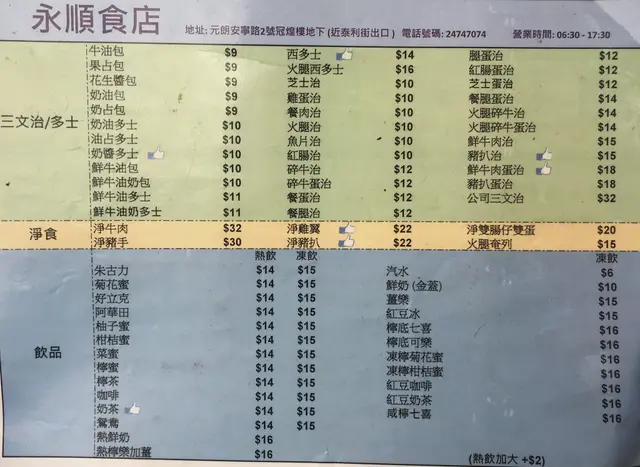 永順食店 地址: 元朗安寧路2號冠煌樓地下 (近泰利街出口) 電話號碼: 24747074 營業時間: 06:30 - 17:30
三文治/多士
牛油包 $9 西多士 $14 腿蛋治 $12
果占包 $9 火腿西多士 $16 紅腸蛋治 $12
花生醬包 $9 芝士治 $10 芝士蛋治 $12
奶油包 $9 雞蛋治 $10 餐腿蛋治 $14
奶占包 $9 餐肉治 $10 火腿碎牛治 $14
奶油多士 $10 火腿治 $10 火腿碎牛蛋治 $14
油占多士 $10 魚片治 $10 鮮牛肉治 $15
奶醬多士 $10 紅腸治 $10 豬扒治 $15
鮮牛油包 $10 碎牛治 $12 鮮牛肉蛋治 $18
鮮牛油奶包 $10 碎牛蛋治 $12 豬扒蛋治 $18
鮮牛油多士 $11 餐蛋治 $12 公司三文治 $32
鮮牛油奶多士 $11 餐腿治 $12
淨食
淨牛肉 $32 淨雞翼 $22 淨雙腸仔雙蛋 $20
淨豬手 $30 淨豬扒 $22 火腿奄列 $15
飲品
熱飲 凍飲 凍飲
朱古力 $14 $15 汽水 $6
菊花蜜 $14 $15 鮮奶 (金蓋) $10
好立克 $14 $15 薑樂 $15
阿華田 $14 $15 紅豆冰 $15
柚子蜜 $14 $15 檸底七喜 $16
柑桔蜜 $14 $15 檸底可樂 $16
菜蜜 $14 $15 凍檸菊花蜜 $16
檸蜜 $14 $15 凍檸柑桔蜜 $16
檸茶 $14 $15 紅豆咖啡 $16
咖啡 $14 $15 紅豆奶茶 $16
奶茶 $14 $15 咸檸七喜 $16
鴛鴦 $14 $15
熱鮮奶 $16
熱檸樂加薑 $16 (熱飲加大 +$2)